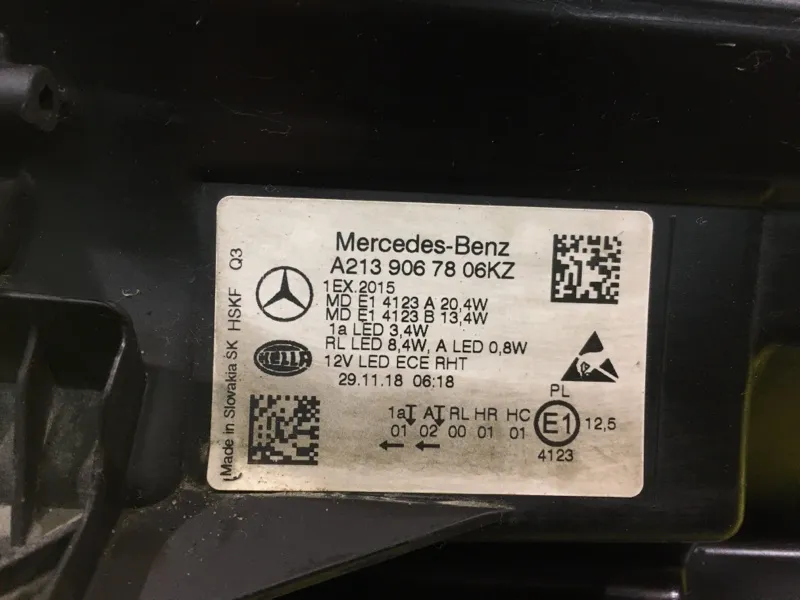 Mercedes-Benz
A213 906 78 06KZ
1EX.2015
MD E1 4123 A 20,4W
MD E1 4123 B 13,4W
1a LED 3,4W
RL LED 8,4W, A LED 0,8W
12V LED ECE RHT
29.11.18 06:18
HELLA
Made in Slovakia SK HSKF Q3
PL
1a A RL HR HC
01 02 00 01 01
E1 12,5
4123